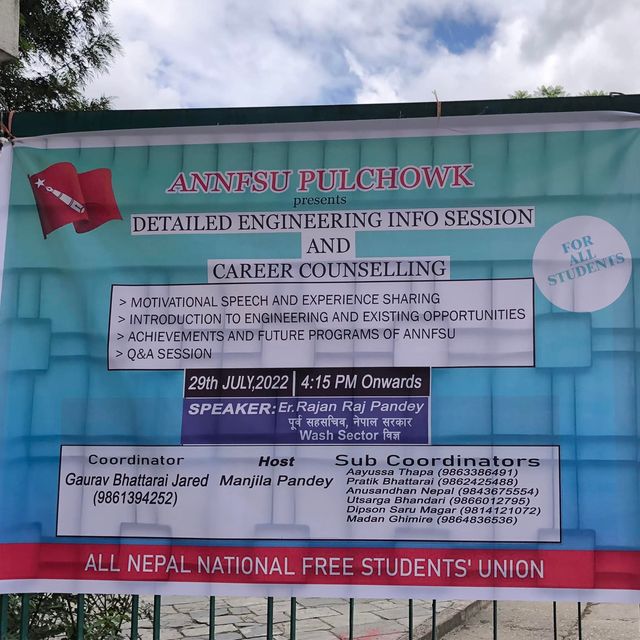 ANNFSU PULCHOWK
presents
DETAILED ENGINEERING INFO SESSION
AND
CAREER COUNSELLING
FOR
ALL
STUDENTS
> MOTIVATIONAL SPEECH AND EXPERIENCE SHARING
> INTRODUCTION TO ENGINEERING AND EXISTING OPPORTUNITIES
> ACHIEVEMENTS AND FUTURE PROGRAMS OF ANNFSU
> Q&A SESSION
29th JULY,2022 | 4:15 PM Onwards
SPEAKER: Er.Rajan Raj Pandey
पूर्व सहसचिव, नेपाल सरकार
Wash Sector विज्ञ
Coordinator
Gaurav Bhattarai Jared
(9861394252)
Host
Manjila Pandey
Sub Coordinators
Aayussa Thapa (9863386491)
Pratik Bhattarai (9862425488)
Anusandhan Nepal (9843675554)
Utsarga Bhandari (9866012795)
Dipson Saru Magar (9814121072)
Madan Ghimire (9864836536)
ALL NEPAL NATIONAL FREE STUDENTS' UNION